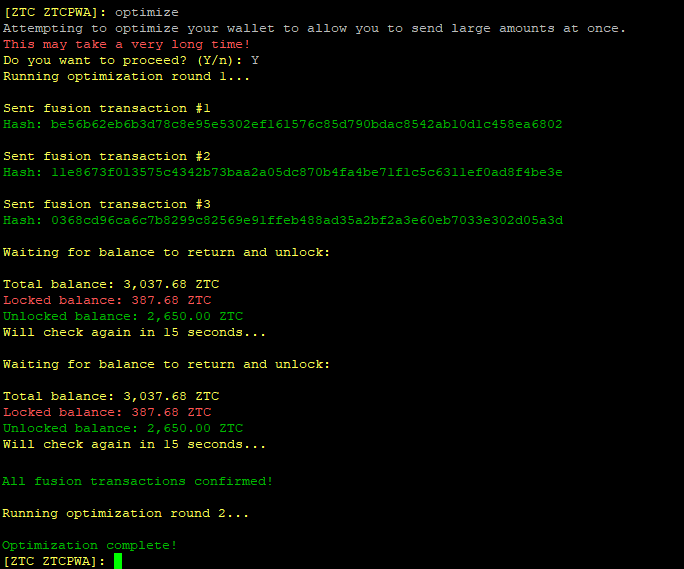 [ZTC ZTCPWA]: optimize
Attempting to optimize your wallet to allow you to send large amounts at once.
This may take a very long time!
Do you want to proceed? (Y/n): Y
Running optimization round 1...
Sent fusion transaction #1
Hash: be56b62eb6b3d78c8e95e5302ef161576c85d790bdac8542ab10d1c458ea6802
Sent fusion transaction #2
Hash: 11e8673f013575c4342b73baa2a05dc870b4fa4be71f1c5c6311ef0ad8f4be3e
Sent fusion transaction #3
Hash: 0368cd96ca6c7b8299c82569e91ffeb488ad35a2bf2a3e60eb7033e302d05a3d
Waiting for balance to return and unlock:
Total balance: 3,037.68 ZTC
Locked balance: 387.68 ZTC
Unlocked balance: 2,650.00 ZTC
Will check again in 15 seconds...
Waiting for balance to return and unlock:
Total balance: 3,037.68 ZTC
Locked balance: 387.68 ZTC
Unlocked balance: 2,650.00 ZTC
Will check again in 15 seconds...
All fusion transactions confirmed!
Running optimization round 2...
Optimization complete!
[ZTC ZTCPWA]: